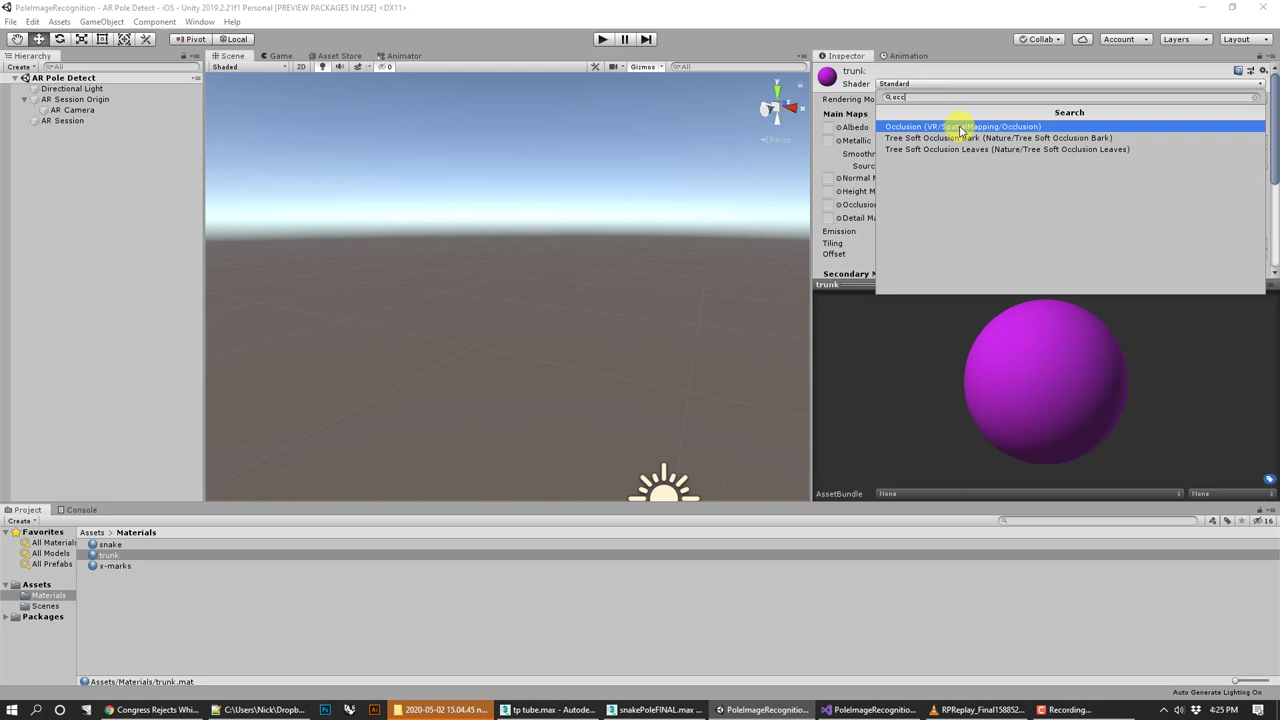 PoleImageRecognition - AR Pole Detect - iOS - Unity 2019.2.21f1 Personal [PREVIEW PACKAGES IN USE] <DX11>
File Edit Assets GameObject Component Window Help
Pivot Local Collab Account Layers Layout
Hierarchy Scene Game Asset Store Animator Inspector Animation
Create All Shaded 2D Gizmos All
AR Pole Detect
Directional Light
AR Session Origin
AR Camera
AR Session
y
x
Persp
trunk
Shader Standard
occ
Rendering Mo
Search
Main Maps
Occlusion (VR/SpatialMapping/Occlusion)
Albedo
Tree Soft Occlusion Bark (Nature/Tree Soft Occlusion Bark)
Metallic
Tree Soft Occlusion Leaves (Nature/Tree Soft Occlusion Leaves)
Smoothn
Sourc
Normal M
Height M
Occlusion
Detail Ma
Emission
Tiling
Offset
Secondary M
trunk
AssetBundle None None
Project Console
Create 16
Favorites
All Materials
All Models
All Prefabs
Assets
Materials
Scenes
Packages
Assets > Materials
snake
trunk
x-marks
Assets/Materials/trunk.mat
Auto Generate Lighting On
Congress Rejects Whi... C:\Users\Nick\Dropb... 2020-05-02 15.04.45 n... tp tube.max - Autode... snakePoleFINAL.max ... PoleImageRecognition... PoleImageRecognition... RPReplay_Final158852... Recording... 4:25 PM